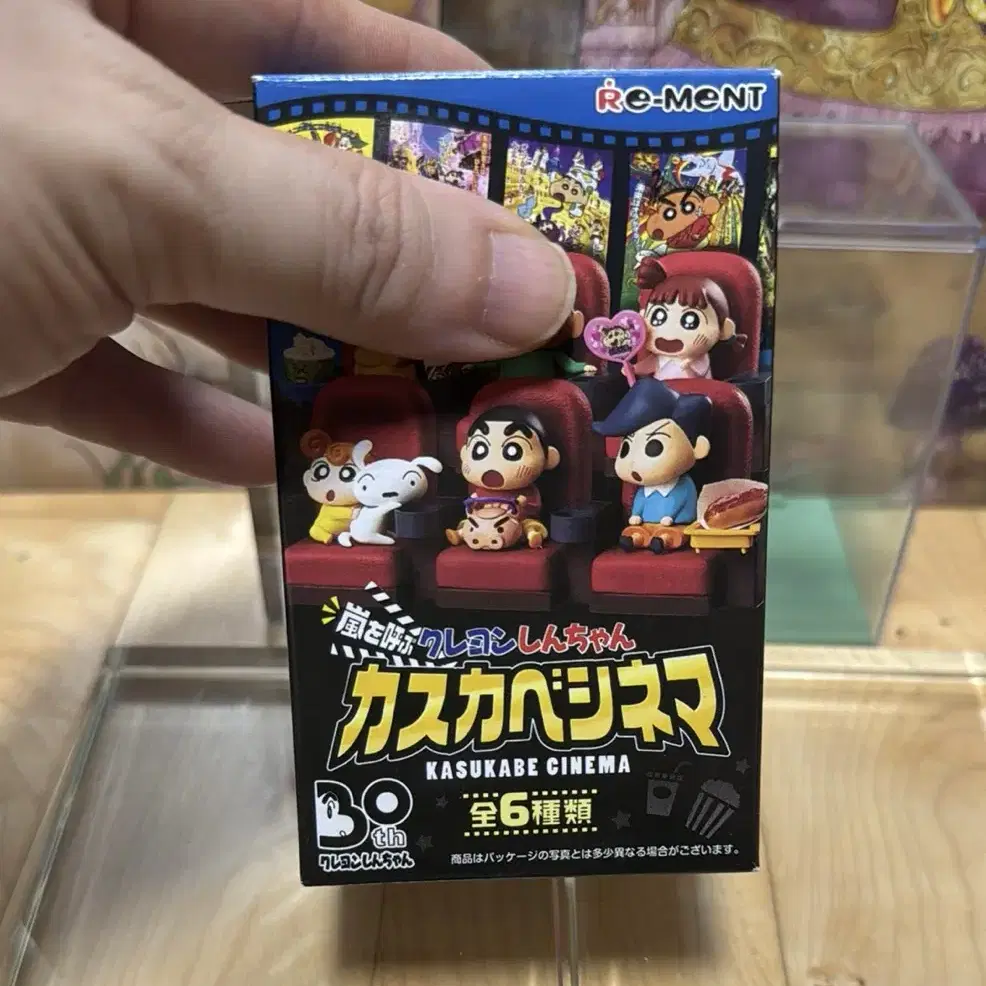 Re-MeNT
嵐を呼ぶ
クレヨンしんちゃん
カスカベシネマ
KASUKABE CINEMA
全6種類
30th
クレヨンしんちゃん
商品はパッケージの写真とは多少異なる場合がございます。